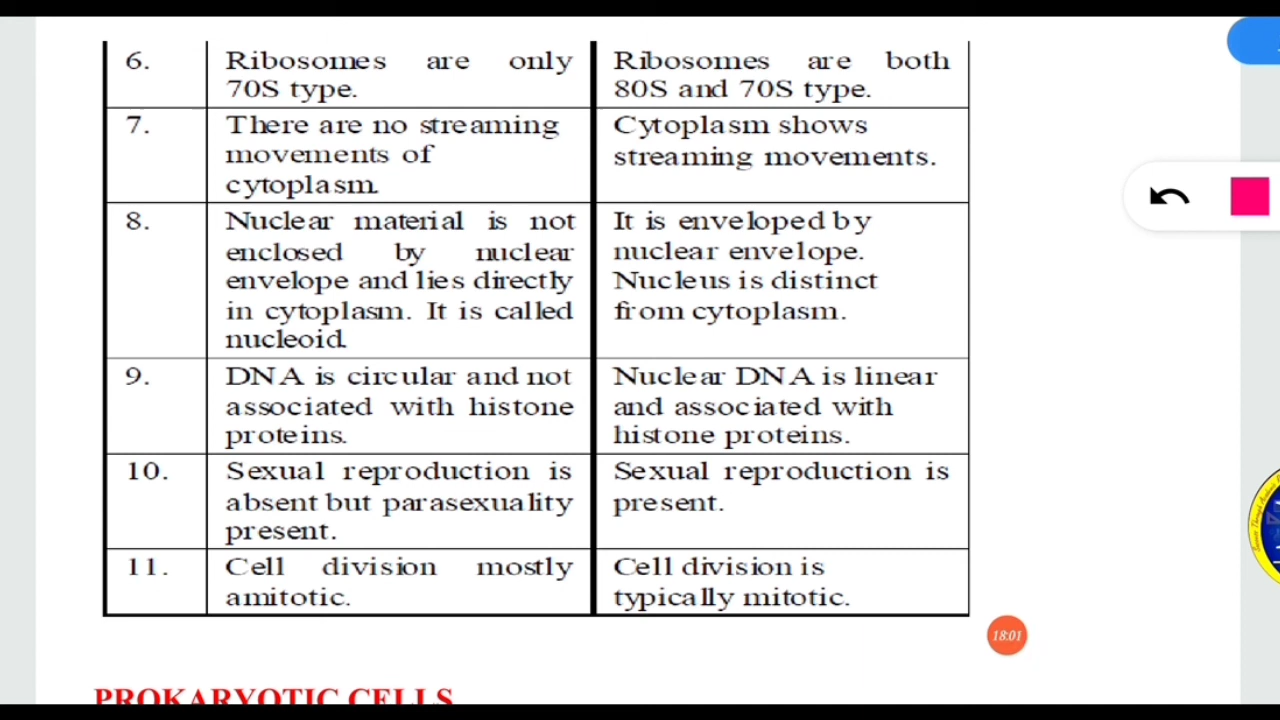 6.
Ribosomes are only
70S type.
Ribosomes are both
80S and 70S type.
7.
There are no streaming
movements of
cytoplasm.
Cytoplasm shows
streaming movements.
8.
Nuclear material is not
enclosed by nuclear
envelope and lies directly
in cytoplasm. It is called
nucleoid.
It is enveloped by
nuclear envelope.
Nucleus is distinct
from cytoplasm.
9.
DNA is circular and not
associated with histone
proteins.
Nuclear DNA is linear
and associated with
histone proteins.
10.
Sexual reproduction is
absent but parasexuality
present.
Sexual reproduction is
present.
11.
Cell division mostly
amitotic.
Cell division is
typically mitotic.
18:01
PROKARYOTIC CELLS